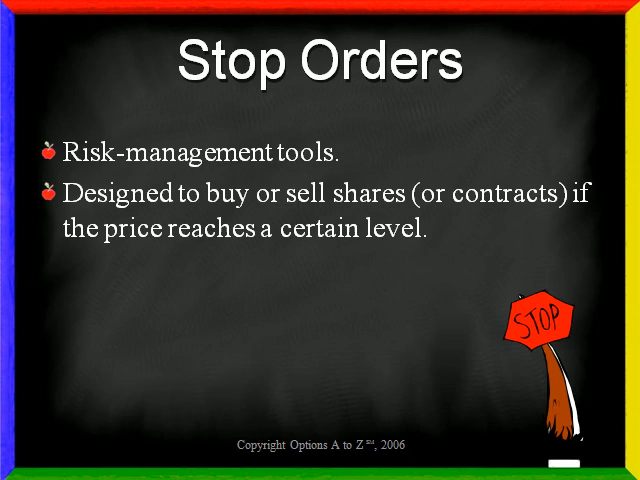 Stop Orders
Risk-management tools.
Designed to buy or sell shares (or contracts) if
the price reaches a certain level.
STOP
Copyright Options A to Z ℠, 2006